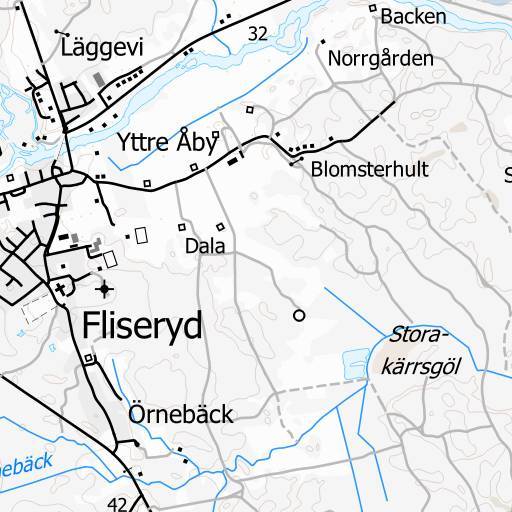 Backen
32
Läggevi
Norrgården
Yttre Åby
Blomsterhult
S
Dala
Fliseryd
Stora-
kärrsgöl
Örnebäck
ebäck
42